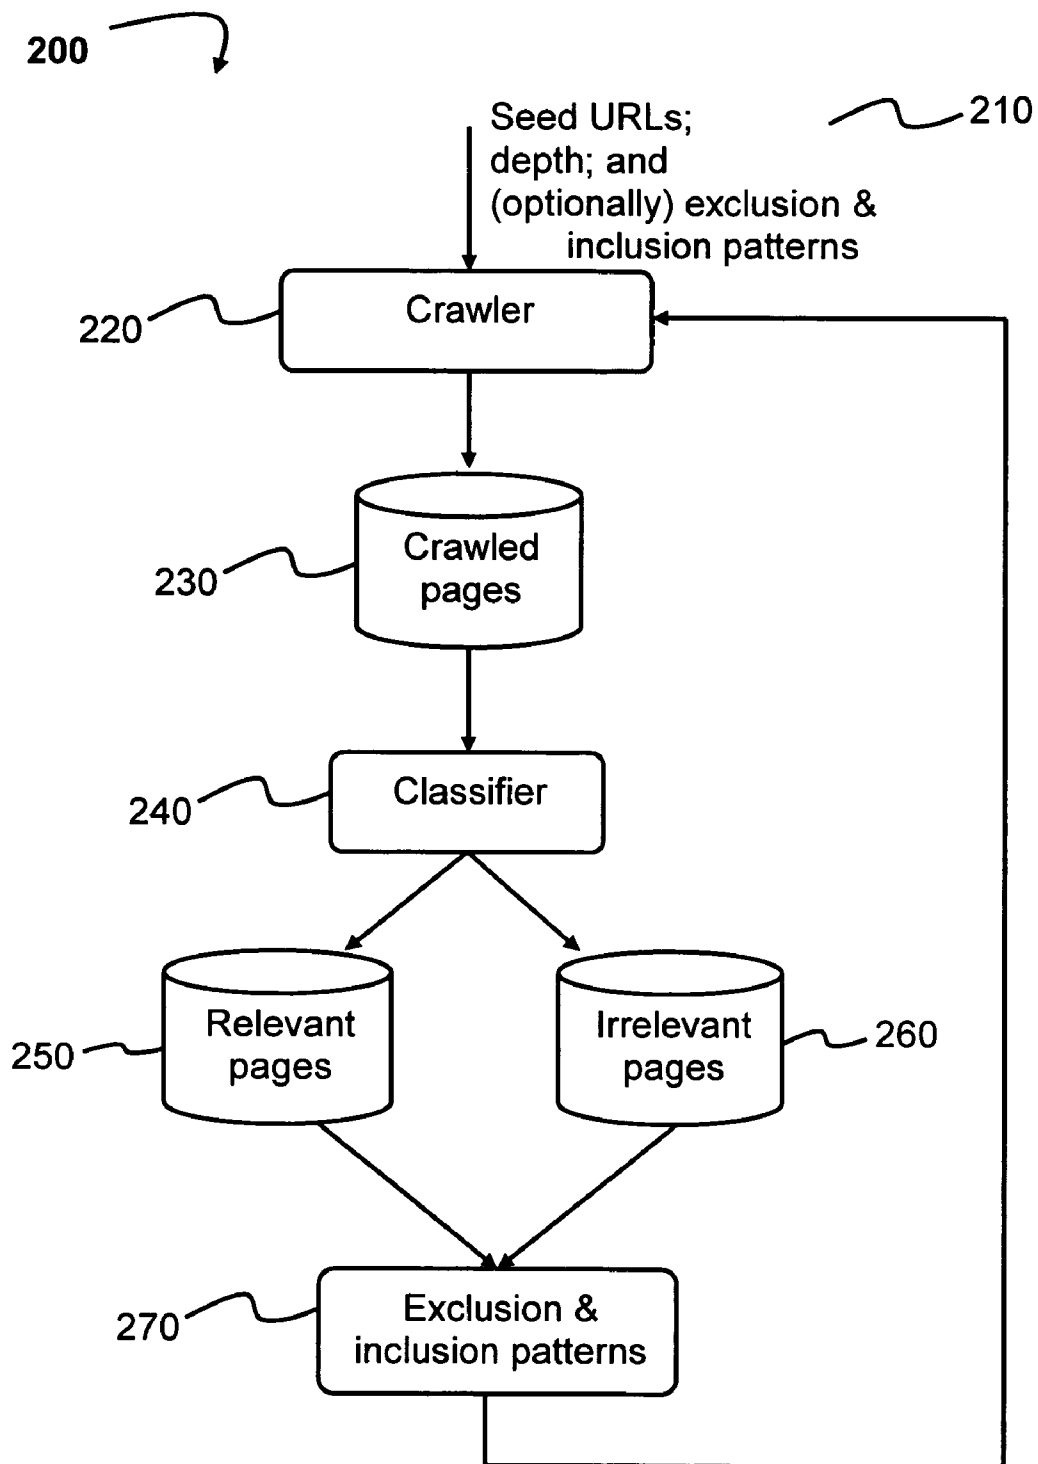 200
210
Seed URLs;
depth; and
(optionally) exclusion &
inclusion patterns
Crawler
220
Crawled
pages
230
Classifier
240
Relevant
pages
250
Irrelevant
pages
260
Exclusion &
inclusion patterns
270